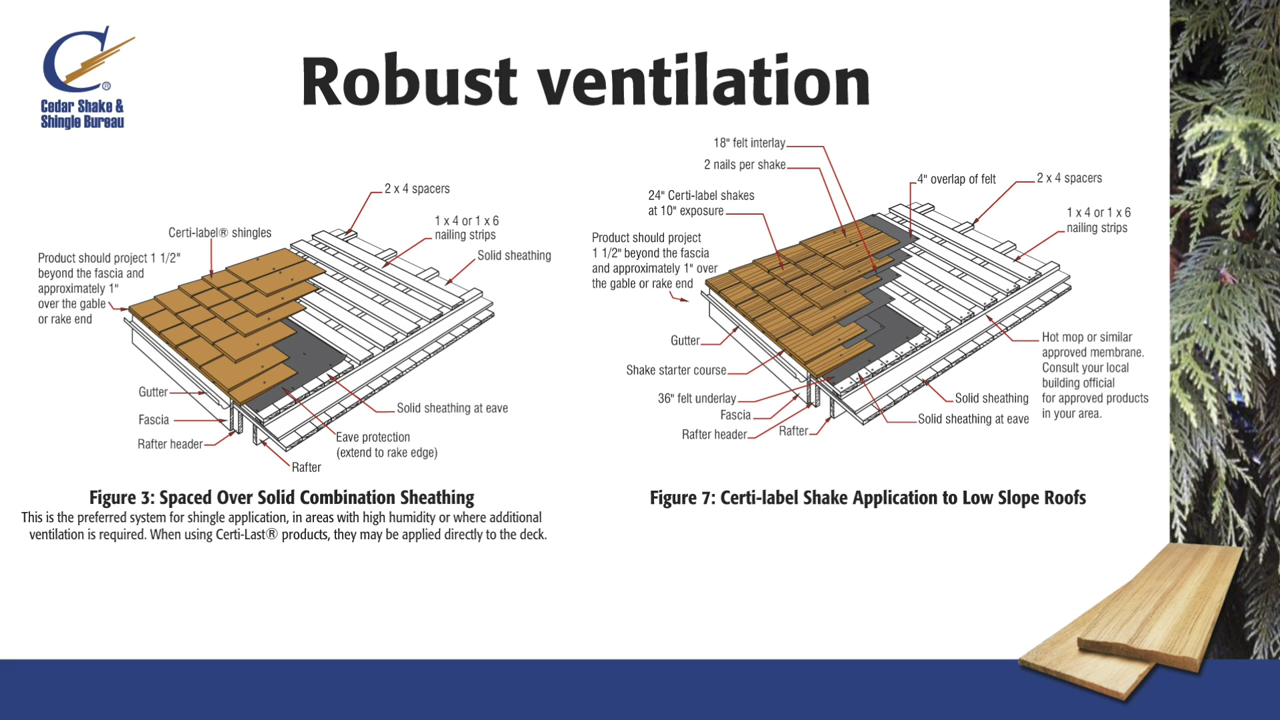 Cedar Shake &
Shingle Bureau
®
Robust ventilation
2 x 4 spacers
1 x 4 or 1 x 6
nailing strips
Certi-label® shingles
Solid sheathing
Product should project 1 1/2"
beyond the fascia and
approximately 1"
over the gable
or rake end
Gutter
Fascia
Rafter header
Solid sheathing at eave
Eave protection
(extend to rake edge)
Rafter
Figure 3: Spaced Over Solid Combination Sheathing
This is the preferred system for shingle application, in areas with high humidity or where additional
ventilation is required. When using Certi-Last® products, they may be applied directly to the deck.
18" felt interlay
2 nails per shake
4" overlap of felt
2 x 4 spacers
24" Certi-label shakes
at 10" exposure
1 x 4 or 1 x 6
nailing strips
Product should project
1 1/2" beyond the fascia
and approximately 1" over
the gable or rake end
Gutter
Shake starter course
36" felt underlay
Fascia
Rafter header
Rafter
Hot mop or similar
approved membrane.
Consult your local
building official
for approved products
in your area.
Solid sheathing
Solid sheathing at eave
Figure 7: Certi-label Shake Application to Low Slope Roofs